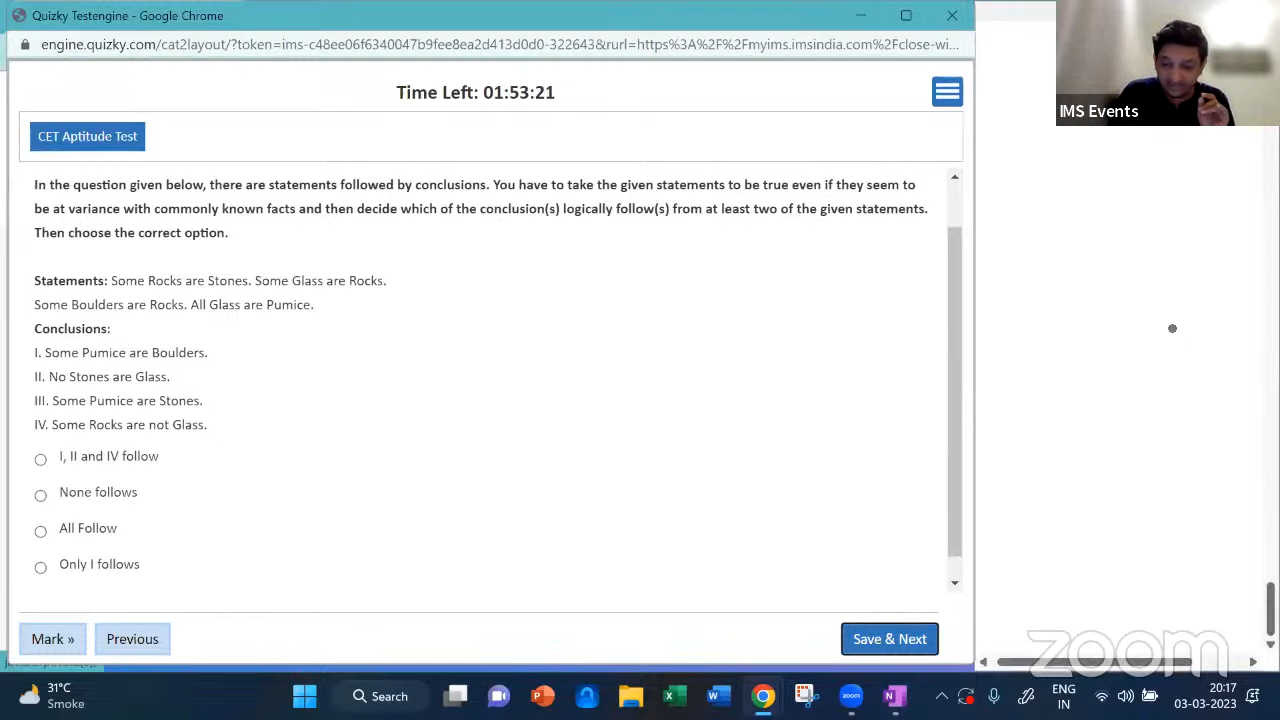 Quizky Testengine - Google Chrome
engine.quizky.com/cat2layout/?token=ims-c48ee06f6340047b9fee8ea2d413d0d0-322643&rurl=https%3A%2F%2Fmyims.imsindia.com%2Fclose-wi...
Time Left: 01:53:21
IMS Events
CET Aptitude Test
In the question given below, there are statements followed by conclusions. You have to take the given statements to be true even if they seem to
be at variance with commonly known facts and then decide which of the conclusion(s) logically follow(s) from at least two of the given statements.
Then choose the correct option.
Statements: Some Rocks are Stones. Some Glass are Rocks.
Some Boulders are Rocks. All Glass are Pumice.
Conclusions:
I. Some Pumice are Boulders.
II. No Stones are Glass.
III. Some Pumice are Stones.
IV. Some Rocks are not Glass.
I, II and IV follow
None follows
All Follow
Only I follows
Mark »
Previous
Save & Next
zoom
31°C
Smoke
Search
zoom
ENG
IN
20:17
03-03-2023